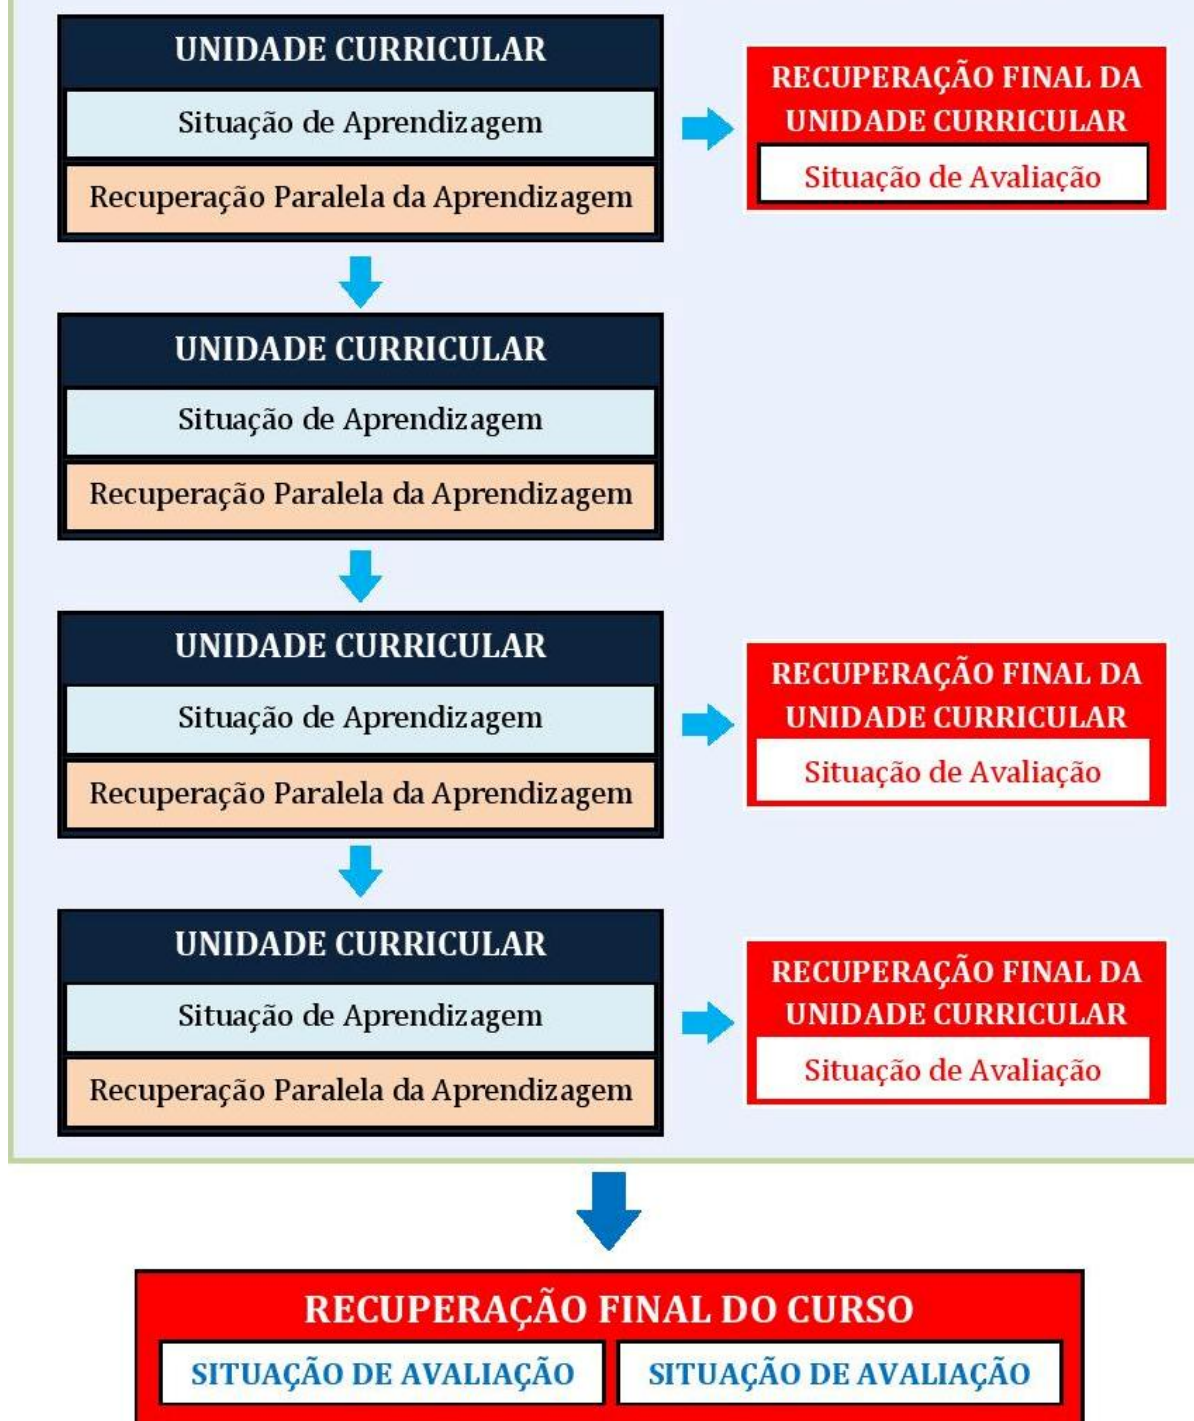 UNIDADE CURRICULAR
Situação de Aprendizagem
Recuperação Paralela da Aprendizagem
RECUPERAÇÃO FINAL DA
UNIDADE CURRICULAR
Situação de Avaliação
UNIDADE CURRICULAR
Situação de Aprendizagem
Recuperação Paralela da Aprendizagem
UNIDADE CURRICULAR
Situação de Aprendizagem
Recuperação Paralela da Aprendizagem
RECUPERAÇÃO FINAL DA
UNIDADE CURRICULAR
Situação de Avaliação
UNIDADE CURRICULAR
Situação de Aprendizagem
Recuperação Paralela da Aprendizagem
RECUPERAÇÃO FINAL DA
UNIDADE CURRICULAR
Situação de Avaliação
RECUPERAÇÃO FINAL DO CURSO
SITUAÇÃO DE AVALIAÇÃO
SITUAÇÃO DE AVALIAÇÃO